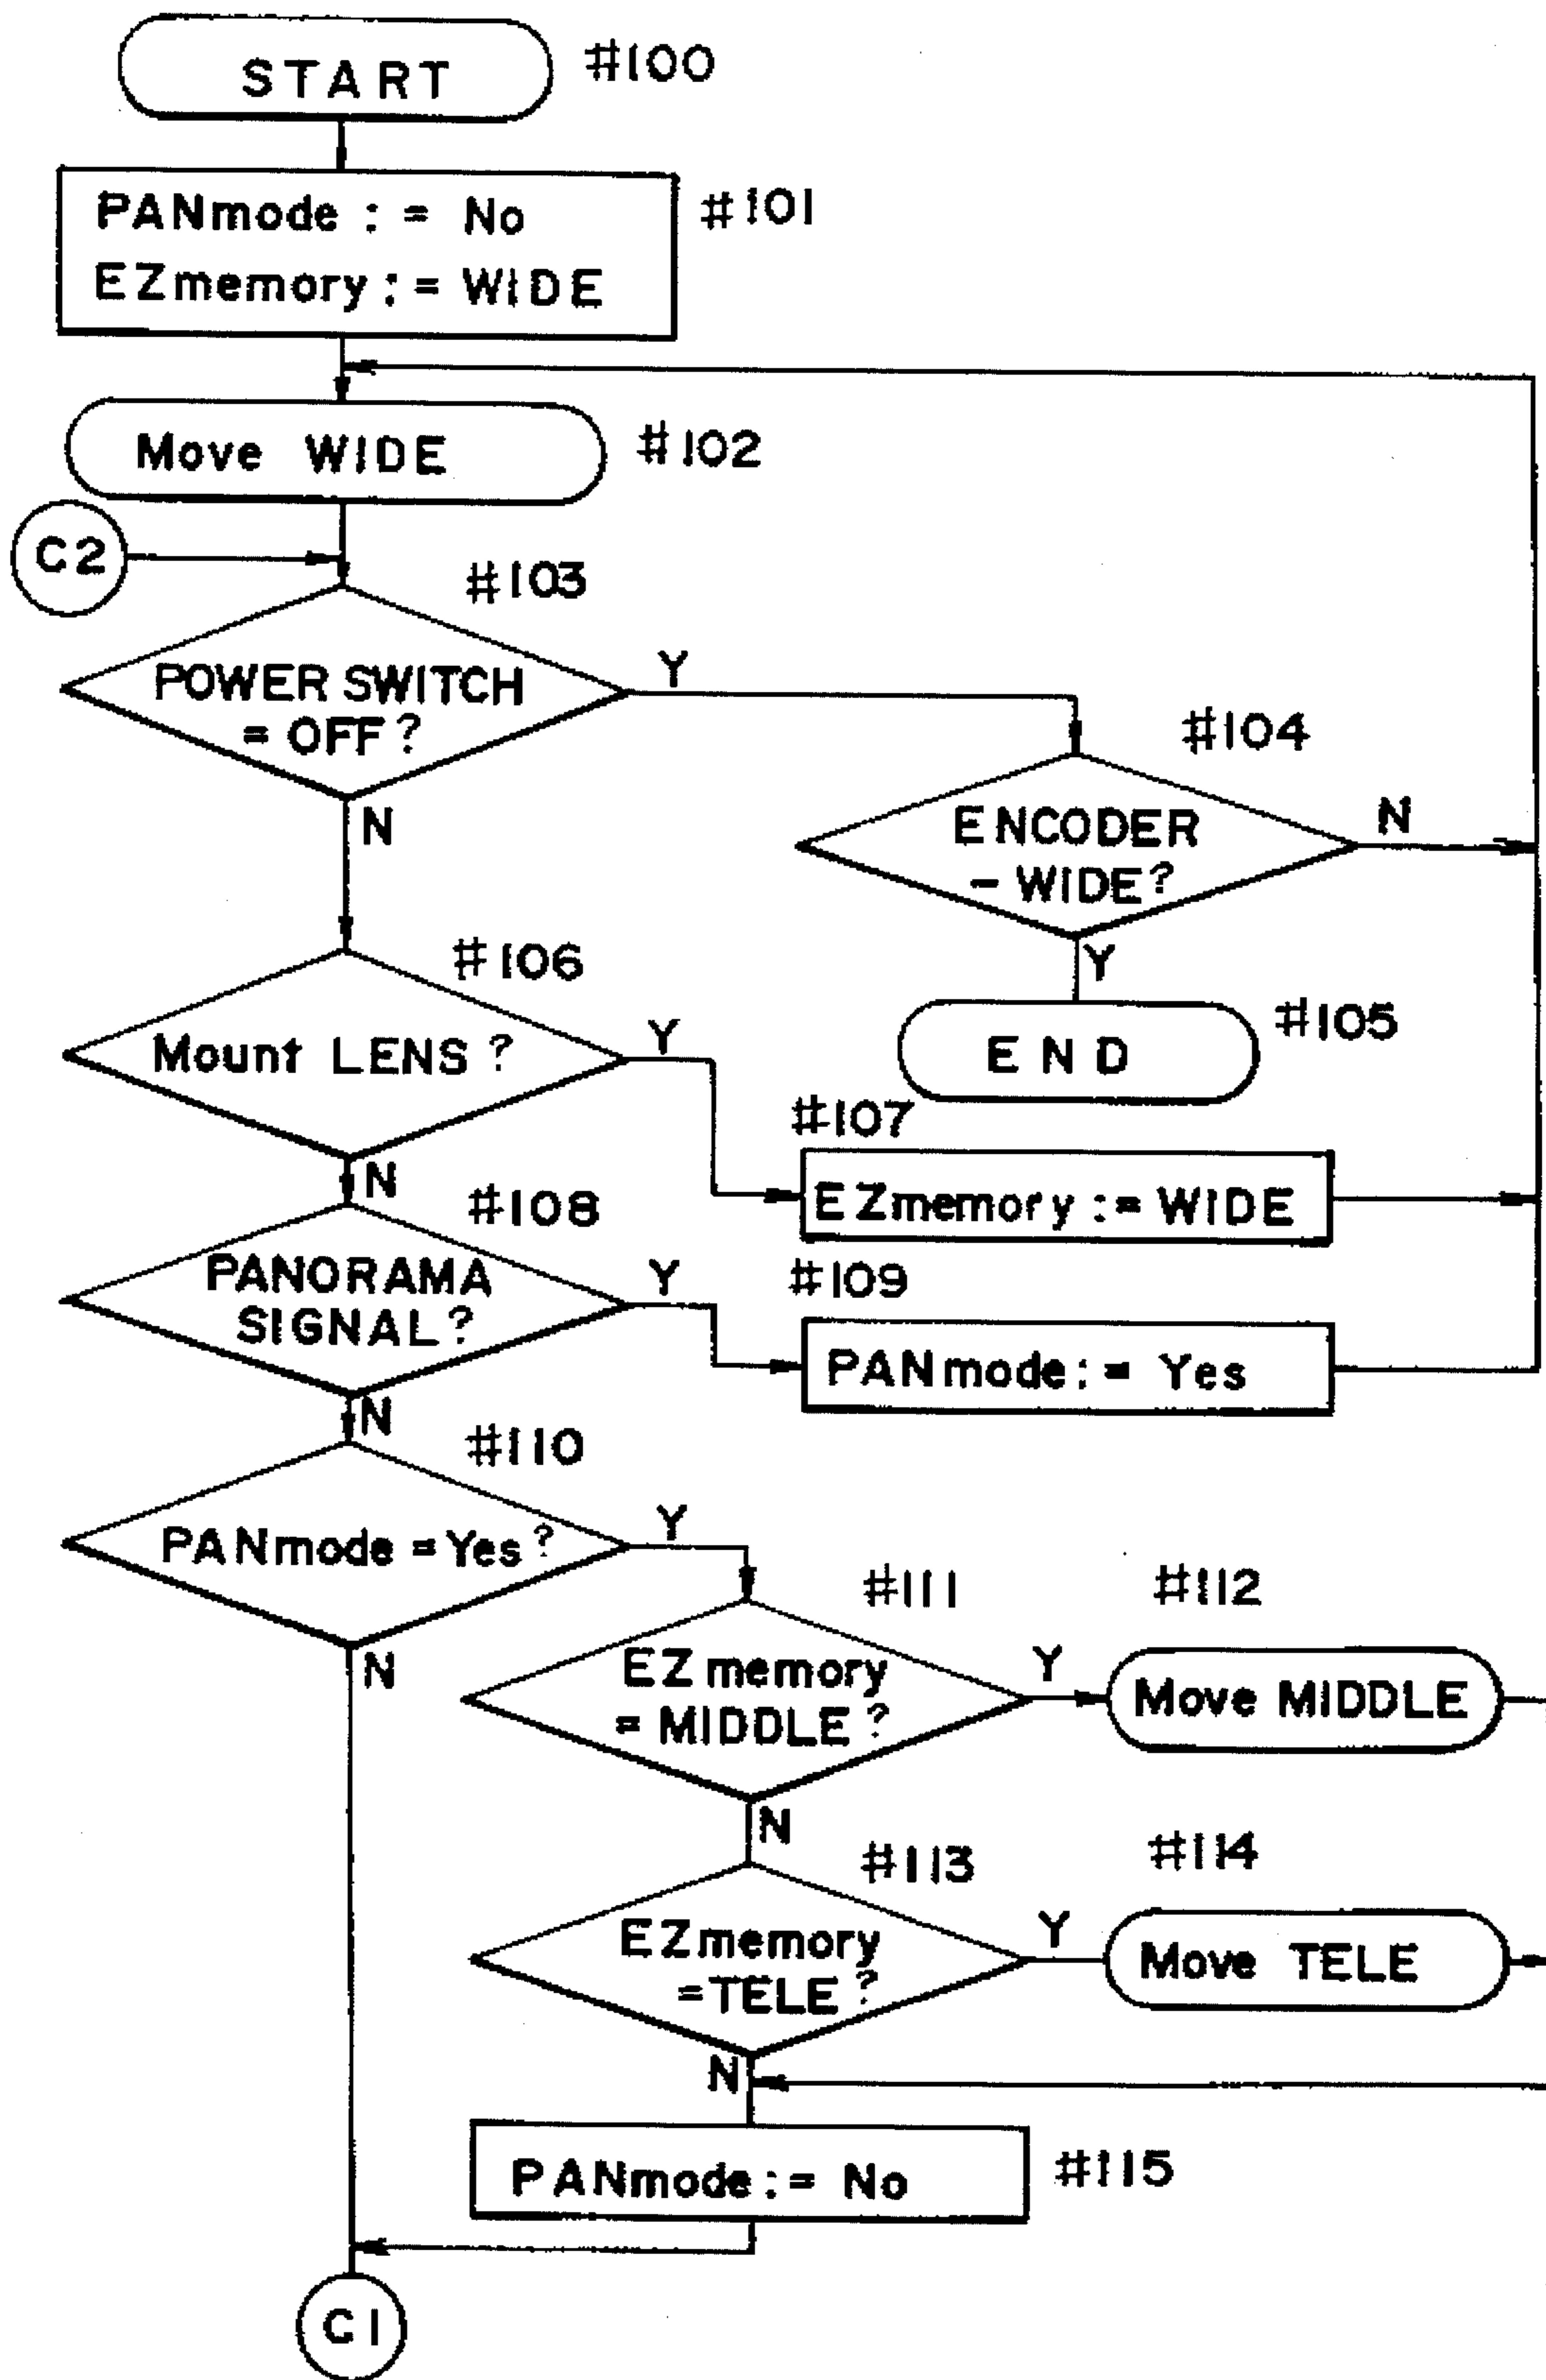 START #100
PANmode := No #101
EZmemory := WIDE
Move WIDE #102
C2
#103
POWER SWITCH Y
= OFF?
N
#104
ENCODER N
- WIDE?
Y
END #105
#106
Mount LENS? Y
N
#107
EZmemory := WIDE
#108
PANORAMA Y
SIGNAL?
N
#109
PANmode := Yes
#110
PANmode = Yes? Y
N
#111
EZmemory Y
= MIDDLE?
N
#112
Move MIDDLE
#113
EZmemory Y
= TELE?
N
#114
Move TELE
PANmode := No #115
C1